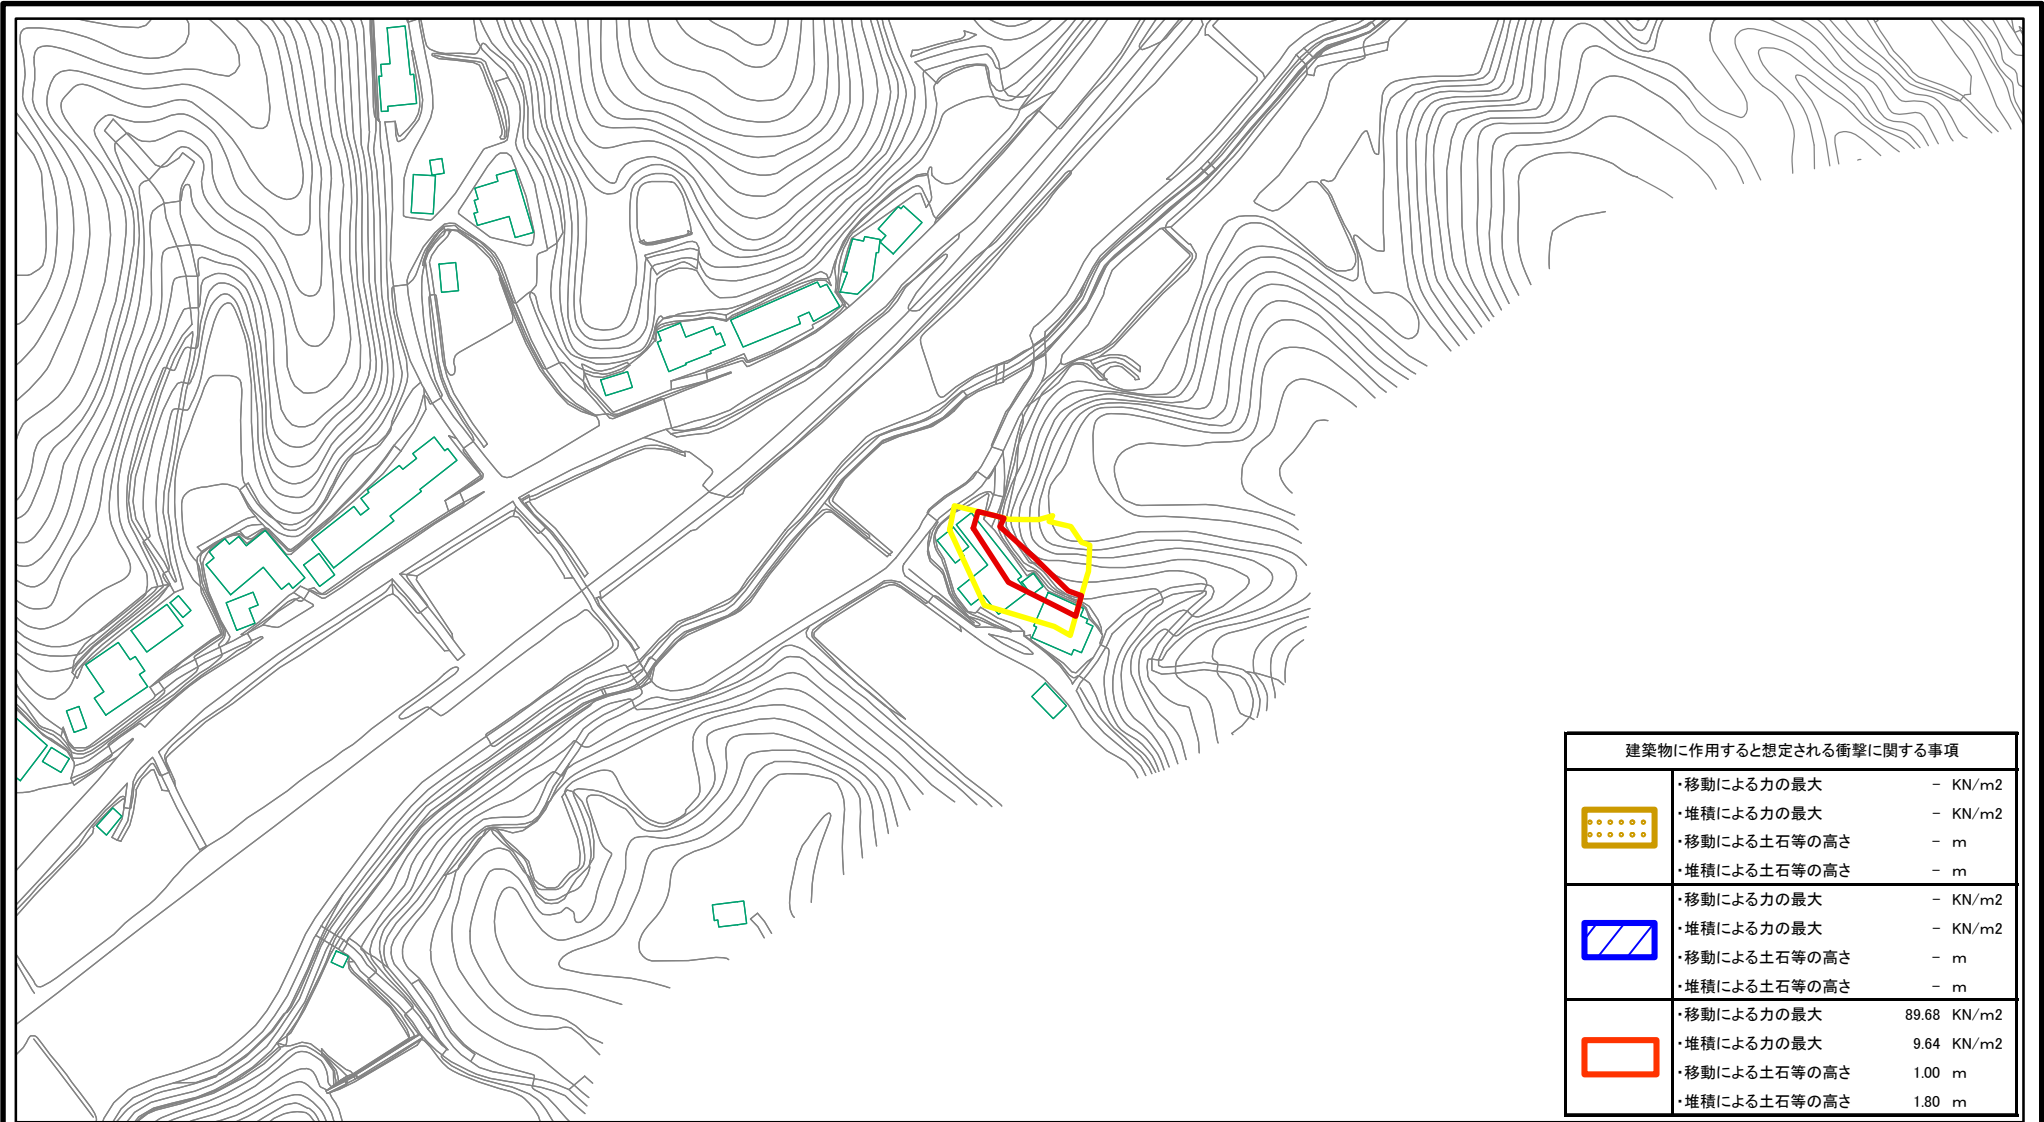 建築物に作用すると想定される衝撃に関する事項
・移動による力の最大 － KN/m2
・堆積による力の最大 － KN/m2
・移動による土石等の高さ － m
・堆積による土石等の高さ － m
・移動による力の最大 － KN/m2
・堆積による力の最大 － KN/m2
・移動による土石等の高さ － m
・堆積による土石等の高さ － m
・移動による力の最大 89.68 KN/m2
・堆積による力の最大 9.64 KN/m2
・移動による土石等の高さ 1.00 m
・堆積による土石等の高さ 1.80 m